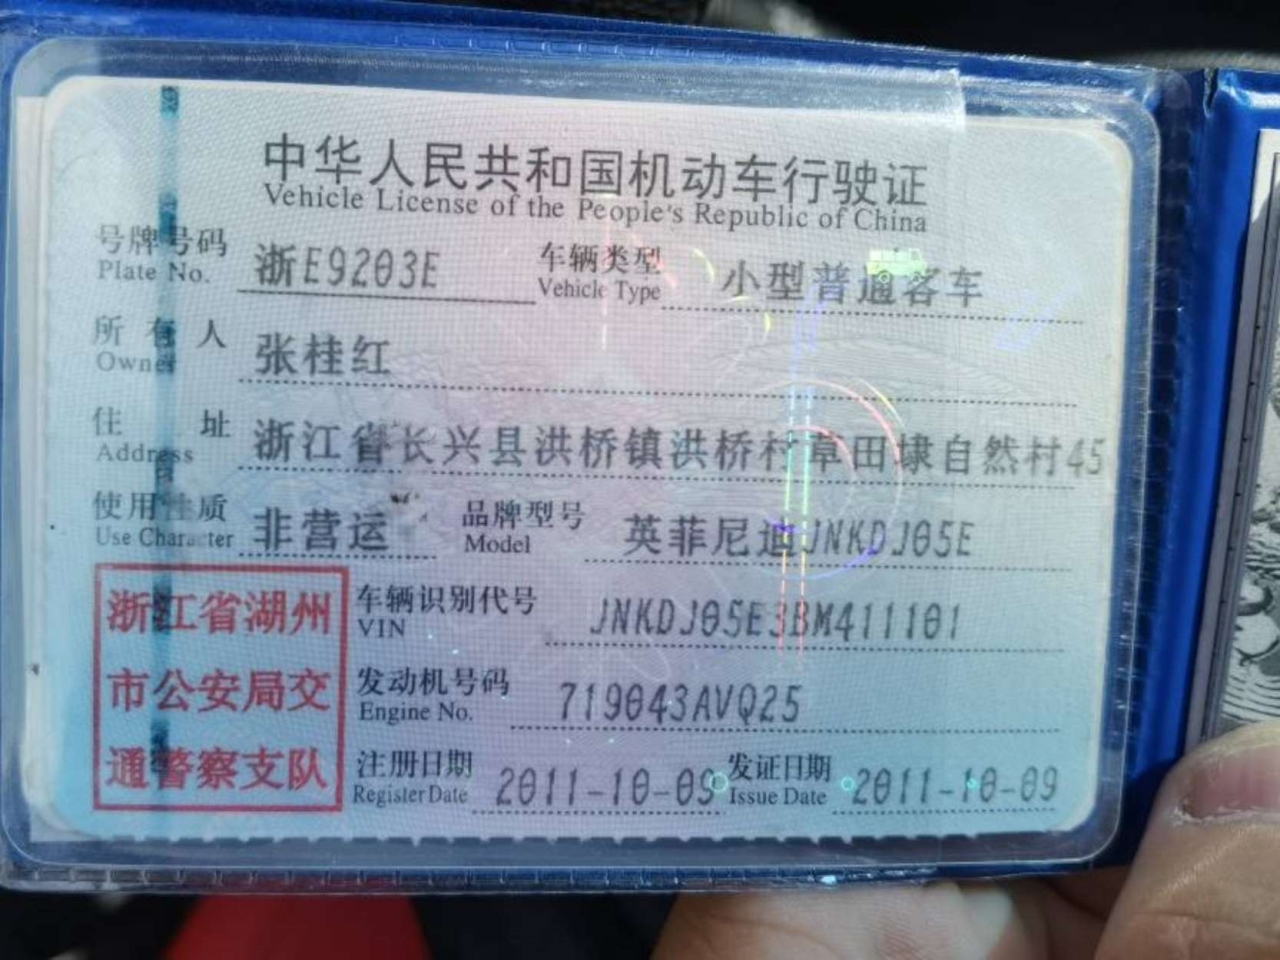 中华人民共和国机动车行驶证
Vehicle License of the People's Republic of China
号牌号码 浙E9203E 车辆类型 小型普通客车
Plate No. Vehicle Type
所有人 张桂红
Owner
住址 浙江省长兴县洪桥镇洪桥村草田埭自然村45
Address
使用性质 非营运 品牌型号 英菲尼迪JNKDJ05E
Use Character Model
浙江省湖州
市公安局交
通警察支队
车辆识别代号 JNKDJ05E3BM411101
VIN
发动机号码 719043AVQ25
Engine No.
注册日期 2011-10-09 发证日期 2011-10-09
Register Date Issue Date